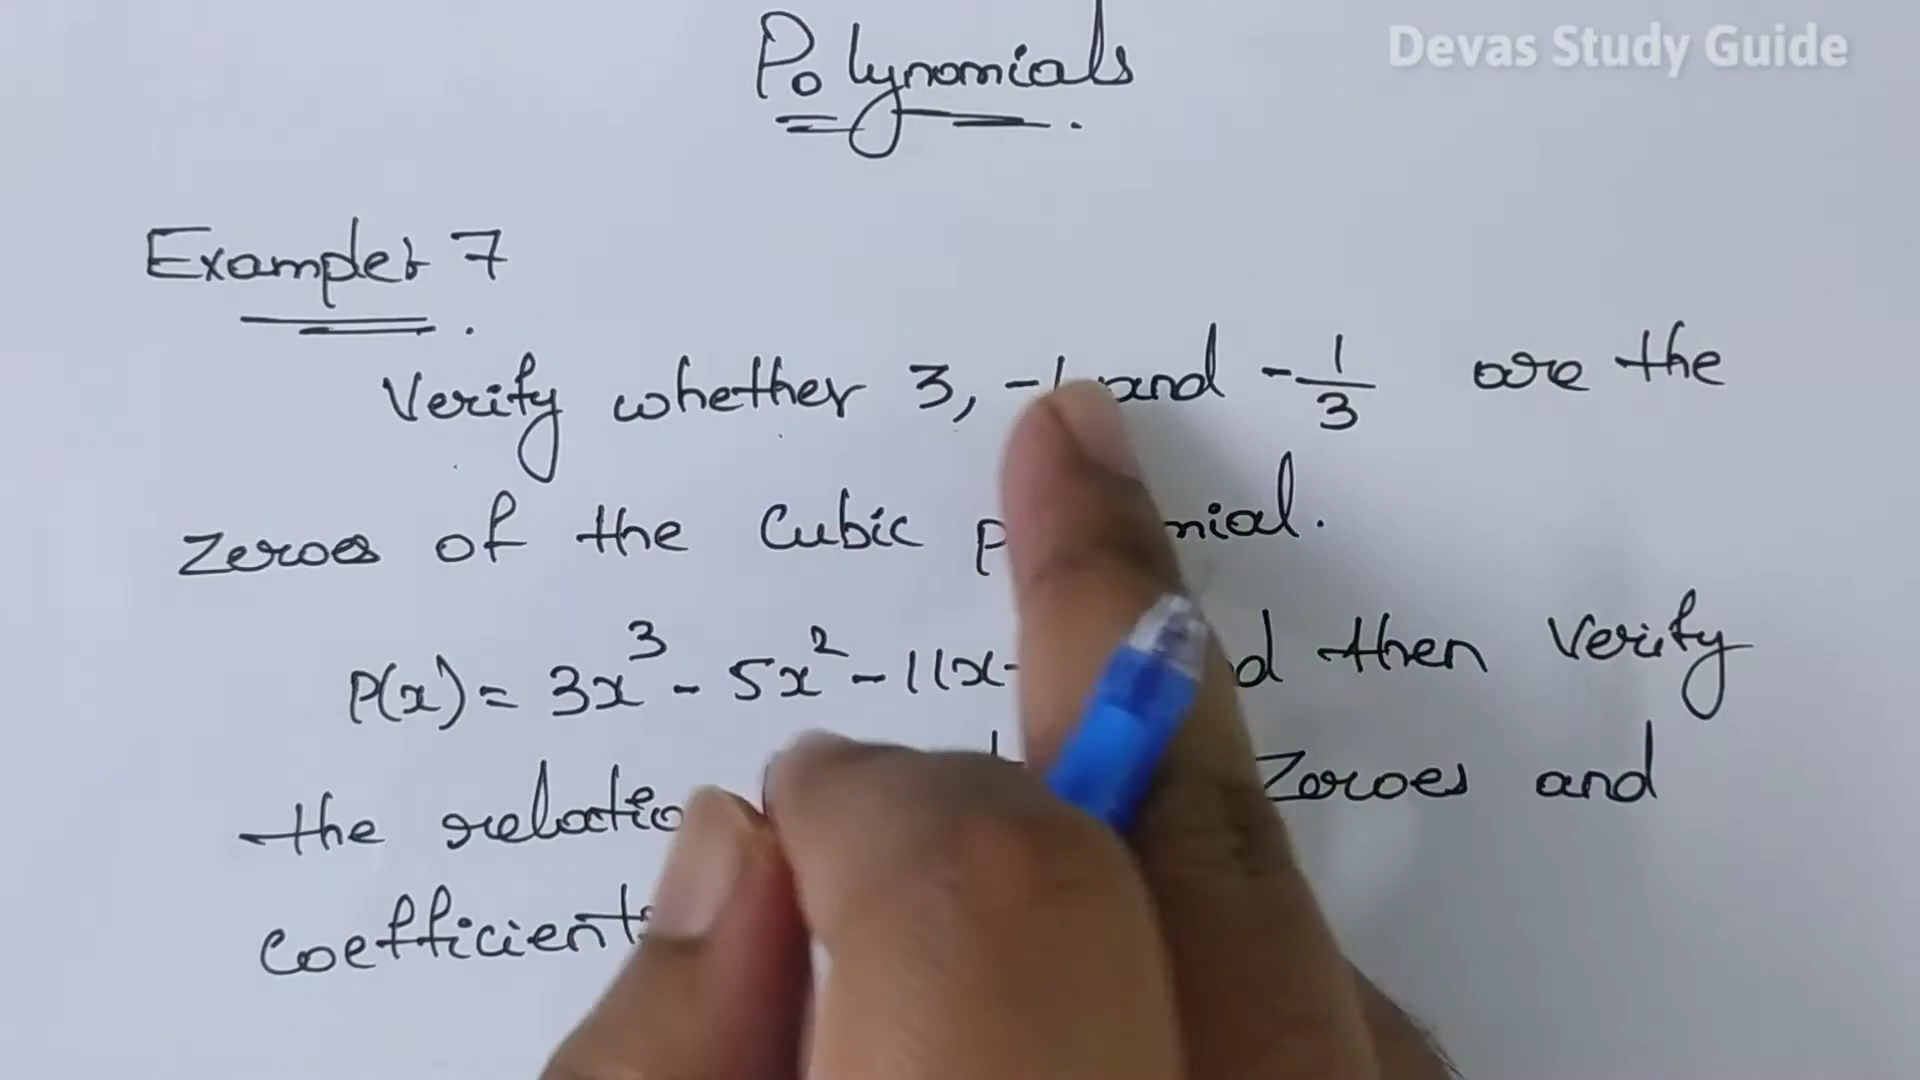 Polynomials.
Devas Study Guide
Example 7.
Verify whether 3, -1 and -1/3 are the
zeroes of the Cubic
P(x) = 3x³ - 5x² - 11x- then Verify
the Zeroes and